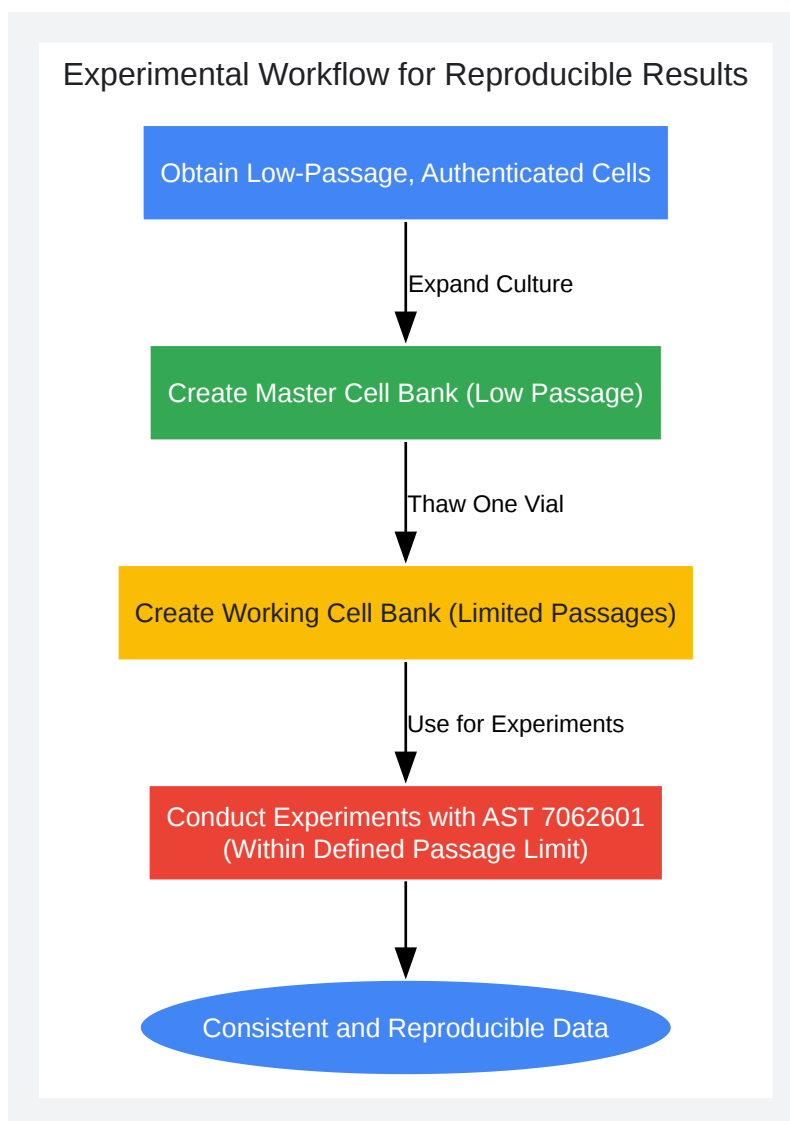 Experimental Workflow for Reproducible Results
Obtain Low-Passage, Authenticated Cells
Expand Culture
Create Master Cell Bank (Low Passage)
Thaw One Vial
Create Working Cell Bank (Limited Passages)
Use for Experiments
Conduct Experiments with AST 7062601
(Within Defined Passage Limit)
Consistent and Reproducible Data